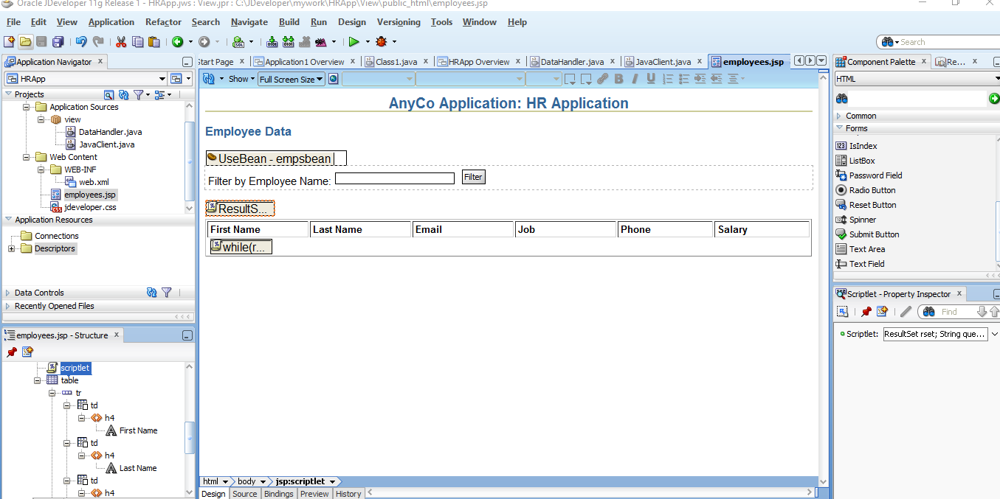 Oracle JDeveloper 11g Release 1 - HRApp.jws : View.jpr : C:\JDeveloper\mywork\HRApp\View\public_html\employees.jsp
File Edit View Application Refactor Search Navigate Build Run Design Versioning Tools Window Help
Search
Application Navigator
Start Page
Application1 Overview
Class1.java
HRApp Overview
DataHandler.java
JavaClient.java
employees.jsp
Component Palette
Re...
HRApp
Show
Full Screen Size
B I U
HTML
Projects
Application Sources
view
DataHandler.java
JavaClient.java
Web Content
WEB-INF
web.xml
employees.jsp
jdeveloper.css
Application Resources
Connections
Descriptors
Data Controls
Recently Opened Files
employees.jsp - Structure
scriptlet
table
tr
td
h4
First Name
td
h4
Last Name
td
h4
AnyCo Application: HR Application
Employee Data
UseBean - empsbean
Filter by Employee Name:
Filter
ResultS...
First Name Last Name Email Job Phone Salary
while(r...
html body jsp:scriptlet
Design Source Bindings Preview History
Common
Forms
IsIndex
ListBox
Password Field
Radio Button
Reset Button
Spinner
Submit Button
Text Area
Text Field
Scriptlet - Property Inspector
Find
Scriptlet: ResultSet rset; String que...